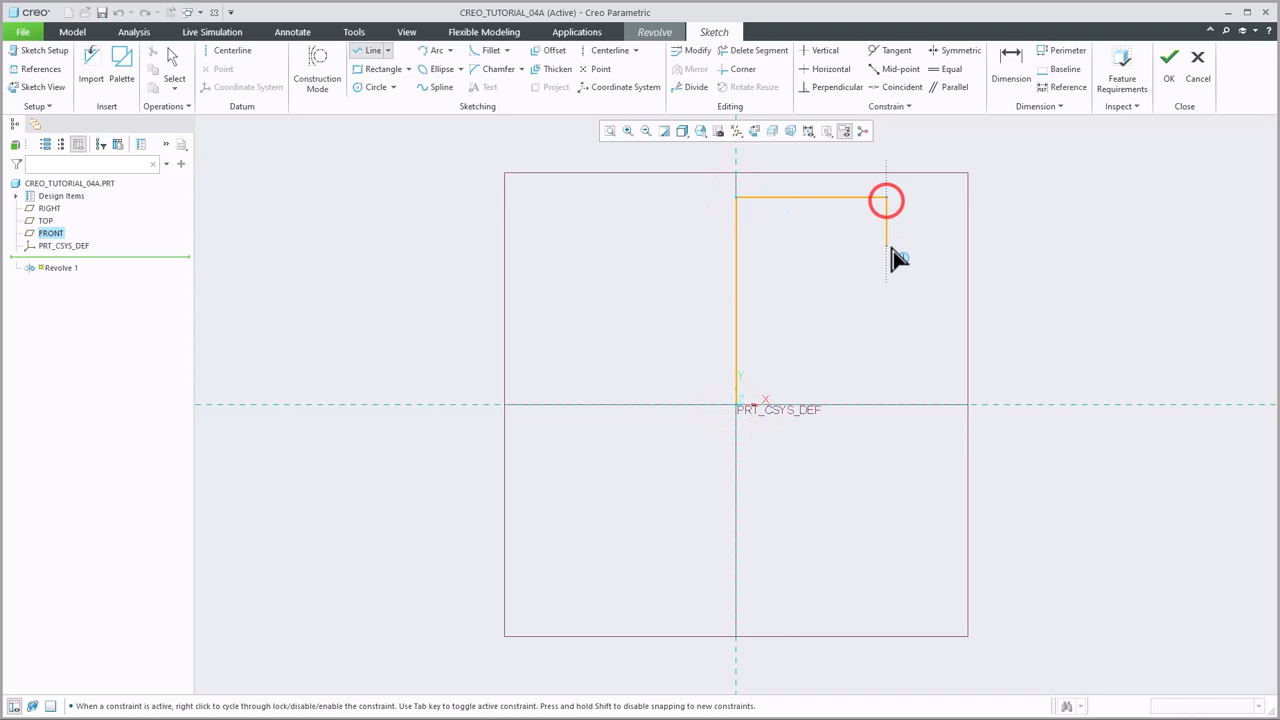 creo
CREO_TUTORIAL_04A (Active) - Creo Parametric
File Model Analysis Live Simulation Annotate Tools View Flexible Modeling Applications Revolve Sketch
Sketch Setup
References
Sketch View
Setup
Import
Palette
Insert
Select
Operations
Centerline
Point
Coordinate System
Datum
Construction
Mode
Line Arc Fillet Offset Centerline
Rectangle Ellipse Chamfer Thicken Point
Circle Spline Text Project Coordinate System
Sketching
Modify Delete Segment
Mirror Corner
Divide Rotate Resize
Editing
Vertical Tangent Symmetric
Horizontal Mid-point Equal
Perpendicular Coincident Parallel
Constrain
Dimension
Perimeter
Baseline
Reference
Dimension
Feature
Requirements
Inspect
OK
Cancel
Close
CREO_TUTORIAL_04A.PRT
Design Items
RIGHT
TOP
FRONT
PRT_CSYS_DEF
Revolve 1
Y
Z
X
PRT_CSYS_DEF
• When a constraint is active, right click to cycle through lock/disable/enable the constraint. Use Tab key to toggle active constraint. Press and hold Shift to disable snapping to new constraints.